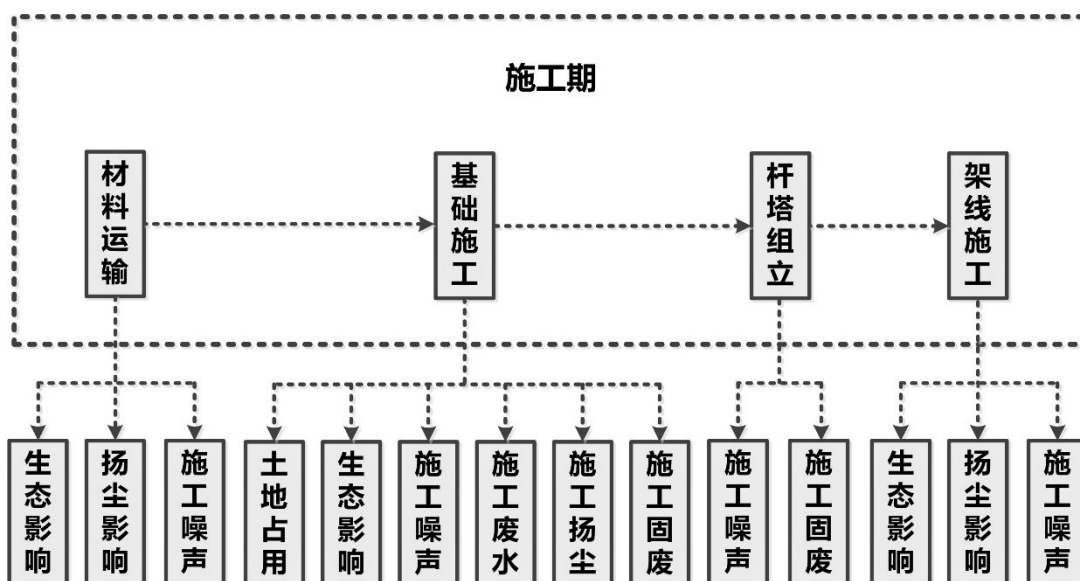 施工期
材料运输
基础施工
杆塔组立
架线施工
生态影响
扬尘影响
施工噪声
土地占用
生态影响
施工噪声
施工废水
施工扬尘
施工固废
施工噪声
施工固废
生态影响
扬尘影响
施工噪声